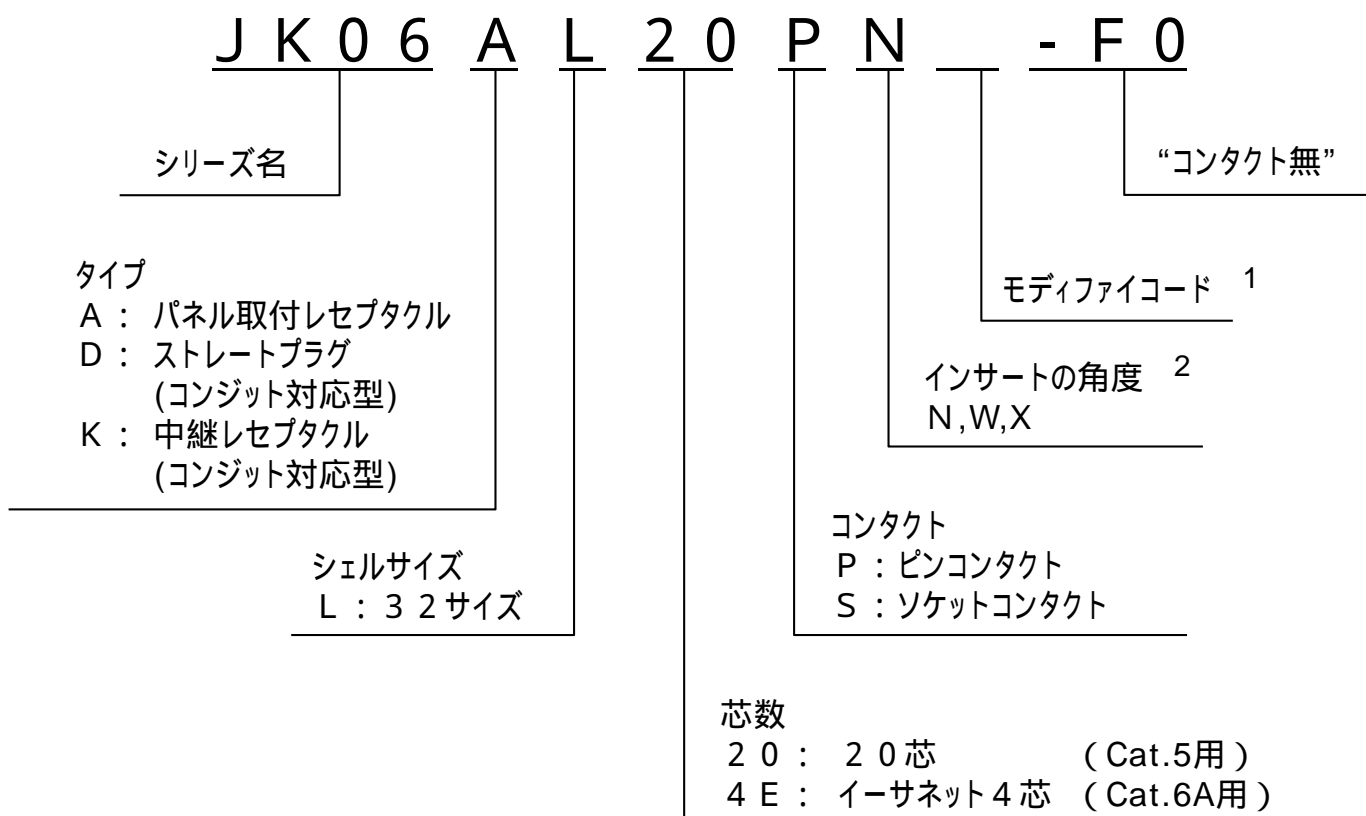 JK06AL20PN -F0
シリーズ名
“コンタクト無”
タイプ
A： パネル取付レセプタクル
D： ストレートプラグ
(コンジット対応型)
K： 中継レセプタクル
(コンジット対応型)
モディファイコード 1
インサートの角度 2
N,W,X
シェルサイズ
L：３２サイズ
コンタクト
P：ピンコンタクト
S：ソケットコンタクト
芯数
２０： ２０芯 （Cat.5用）
４E： イーサネット４芯 （Cat.6A用）